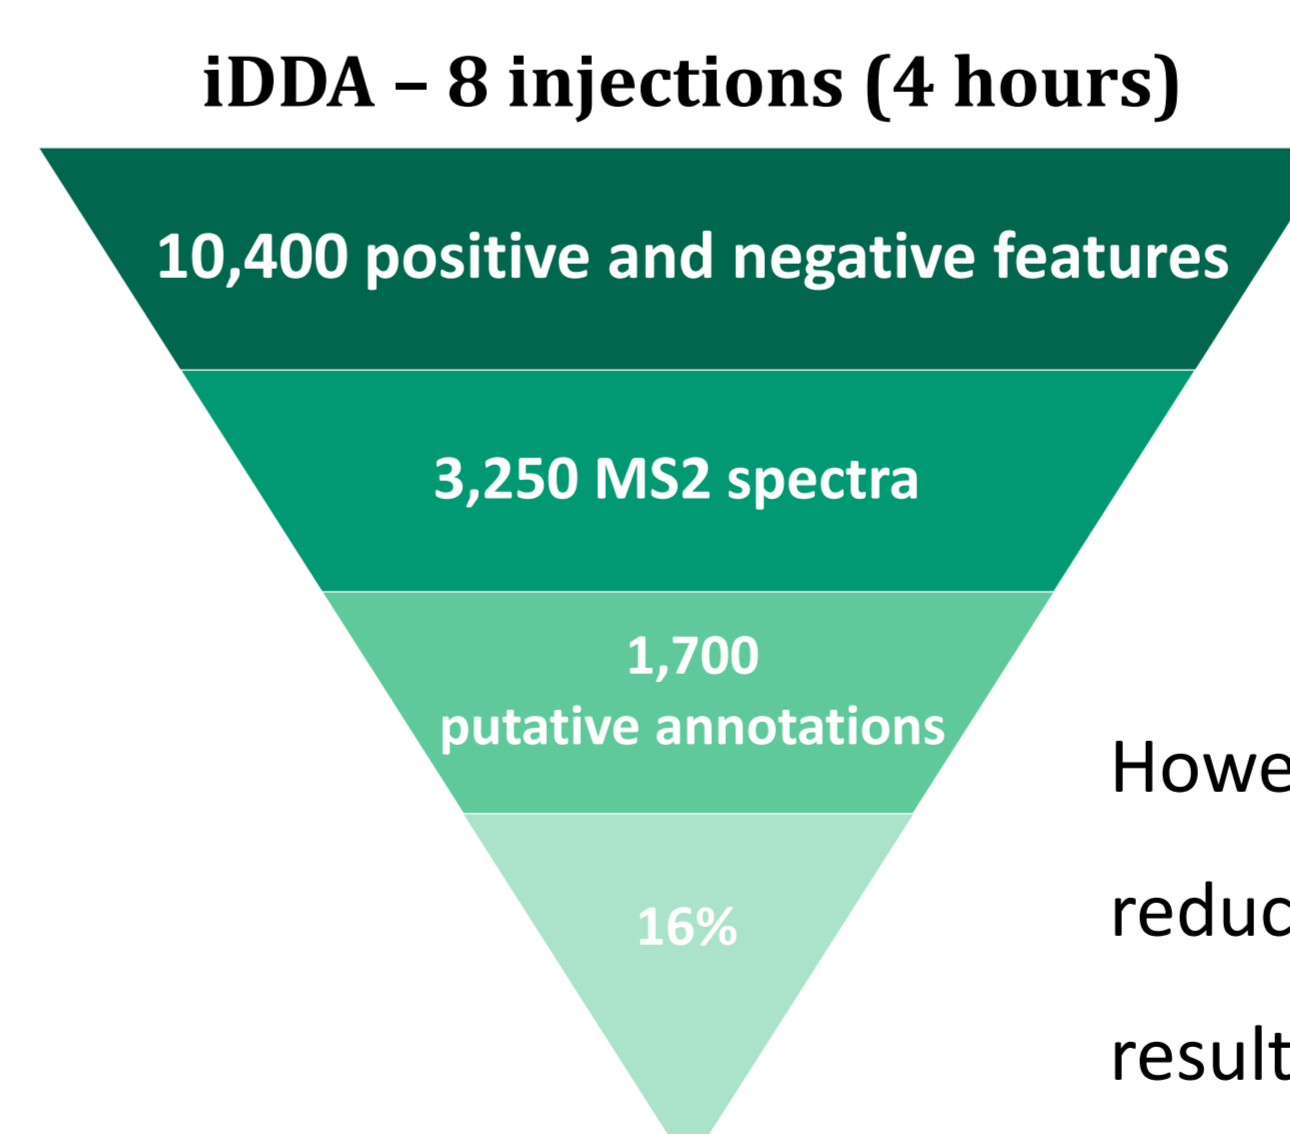 iDDA – 8 injections (4 hours)
10,400 positive and negative features
3,250 MS2 spectra
1,700
putative annotations
16%